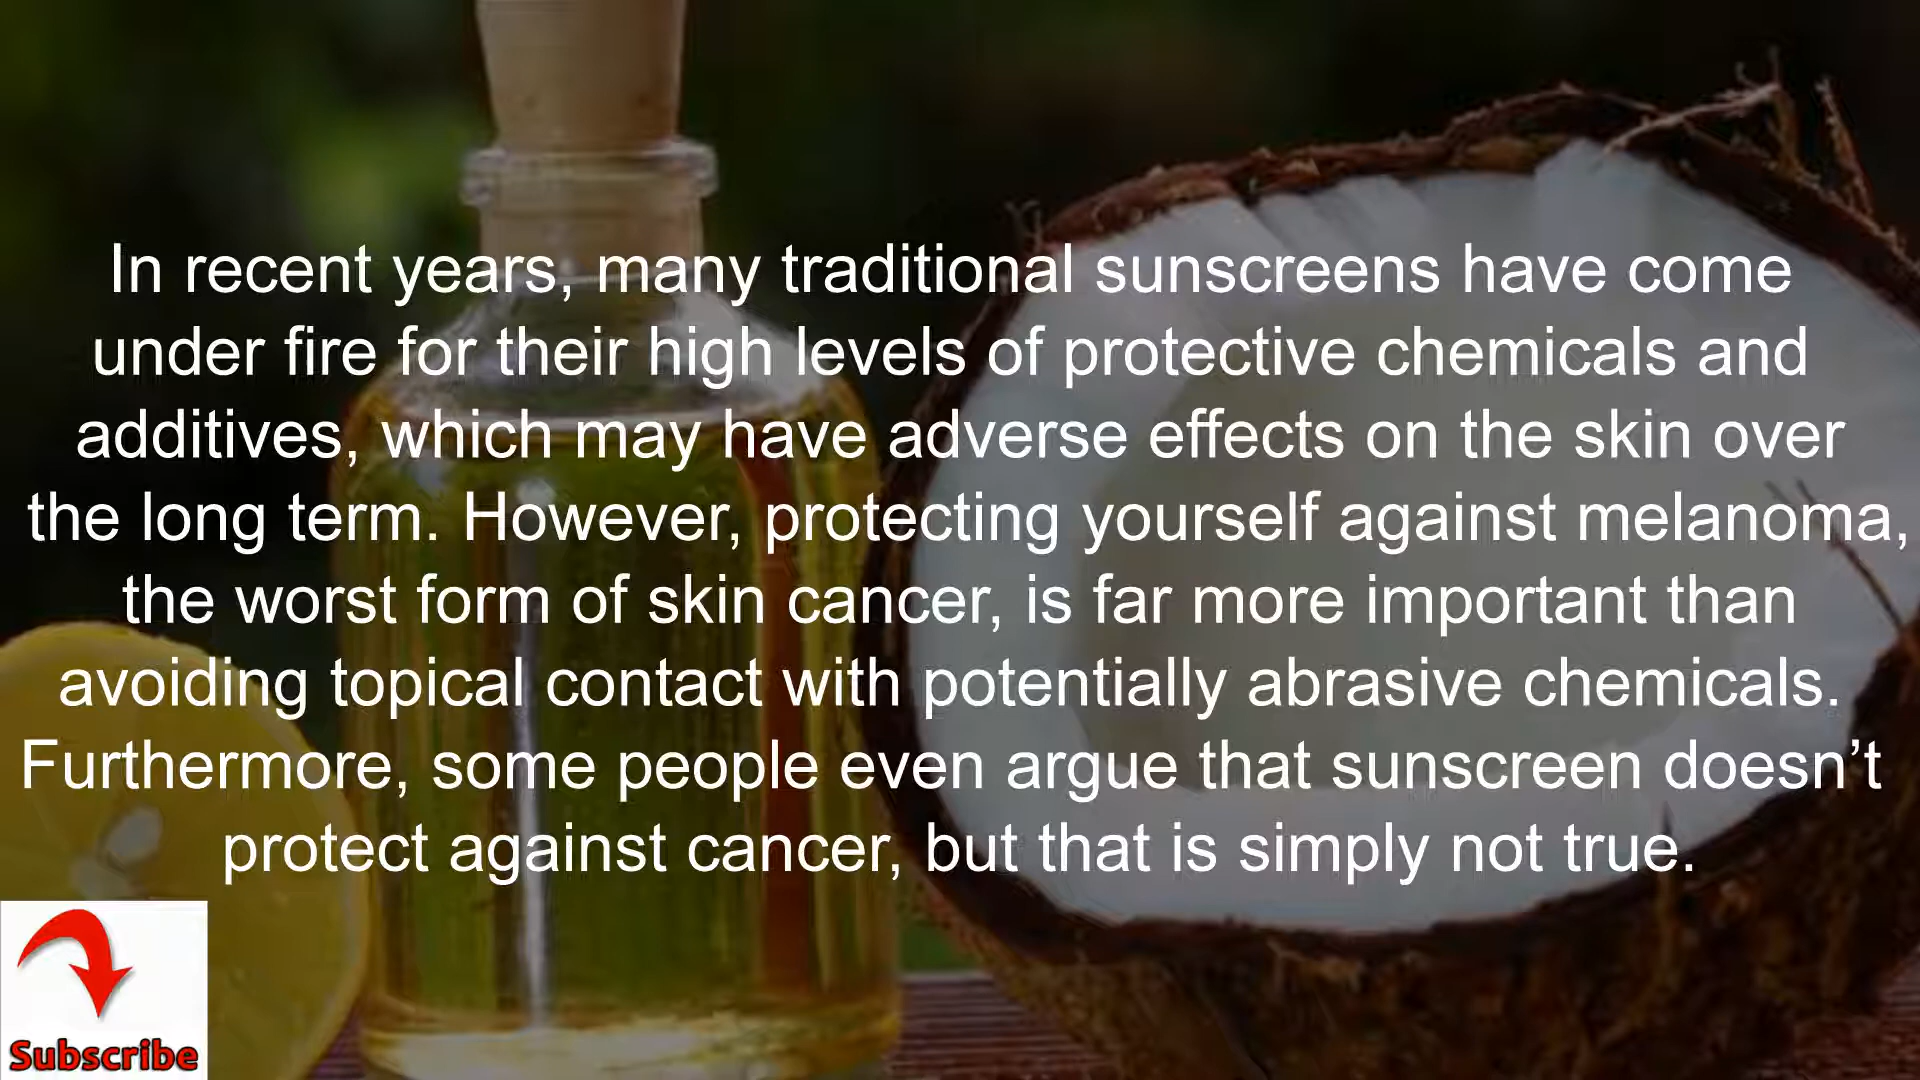 In recent years, many traditional sunscreens have come
under fire for their high levels of protective chemicals and
additives, which may have adverse effects on the skin over
the long term. However, protecting yourself against melanoma,
the worst form of skin cancer, is far more important than
avoiding topical contact with potentially abrasive chemicals.
Furthermore, some people even argue that sunscreen doesn’t
protect against cancer, but that is simply not true.
Subscribe